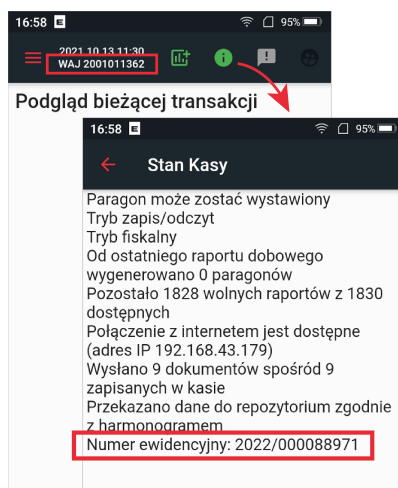 16:58 E 95%
2021.10.13 11:30
WAJ 2001011362
Podgląd bieżącej transakcji
16:58 E 95%
Stan Kasy
Paragon może zostać wystawiony
Tryb zapis/odczyt
Tryb fiskalny
Od ostatniego raportu dobowego
wygenerowano 0 paragonów
Pozostało 1828 wolnych raportów z 1830
dostępnych
Połączenie z internetem jest dostępne
(adres IP 192.168.43.179)
Wysłano 9 dokumentów spośród 9
zapisanych w kasie
Przekazano dane do repozytorium zgodnie
z harmonogramem
Numer ewidencyjny: 2022/000088971